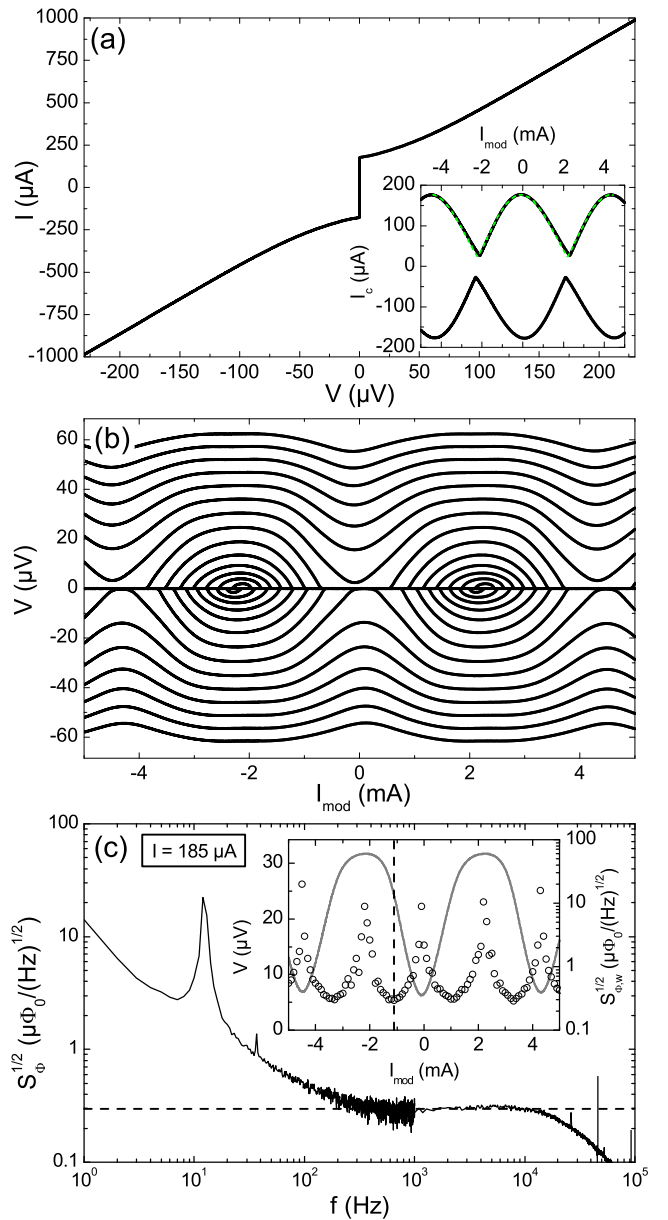 (a)
1000
750
500
250
0
-250
-500
-750
-1000
I (µA)
-200 -150 -100 -50 0 50 100 150 200
V (µV)
I_mod (mA)
-4 -2 0 2 4
200
100
0
-100
-200
I_c (µA)
(b)
60
40
20
0
-20
-40
-60
V (µV)
-4 -2 0 2 4
I_mod (mA)
(c)
I = 185 µA
100
10
1
0.1
S_Φ^1/2 (µΦ_0/(Hz)^1/2)
10^0 10^1 10^2 10^3 10^4 10^5
f (Hz)
30
20
10
0
V (µV)
-4 -2 0 2 4
I_mod (mA)
100
10
1
0.1
S_Φ,w^1/2 (µΦ_0/(Hz)^1/2)